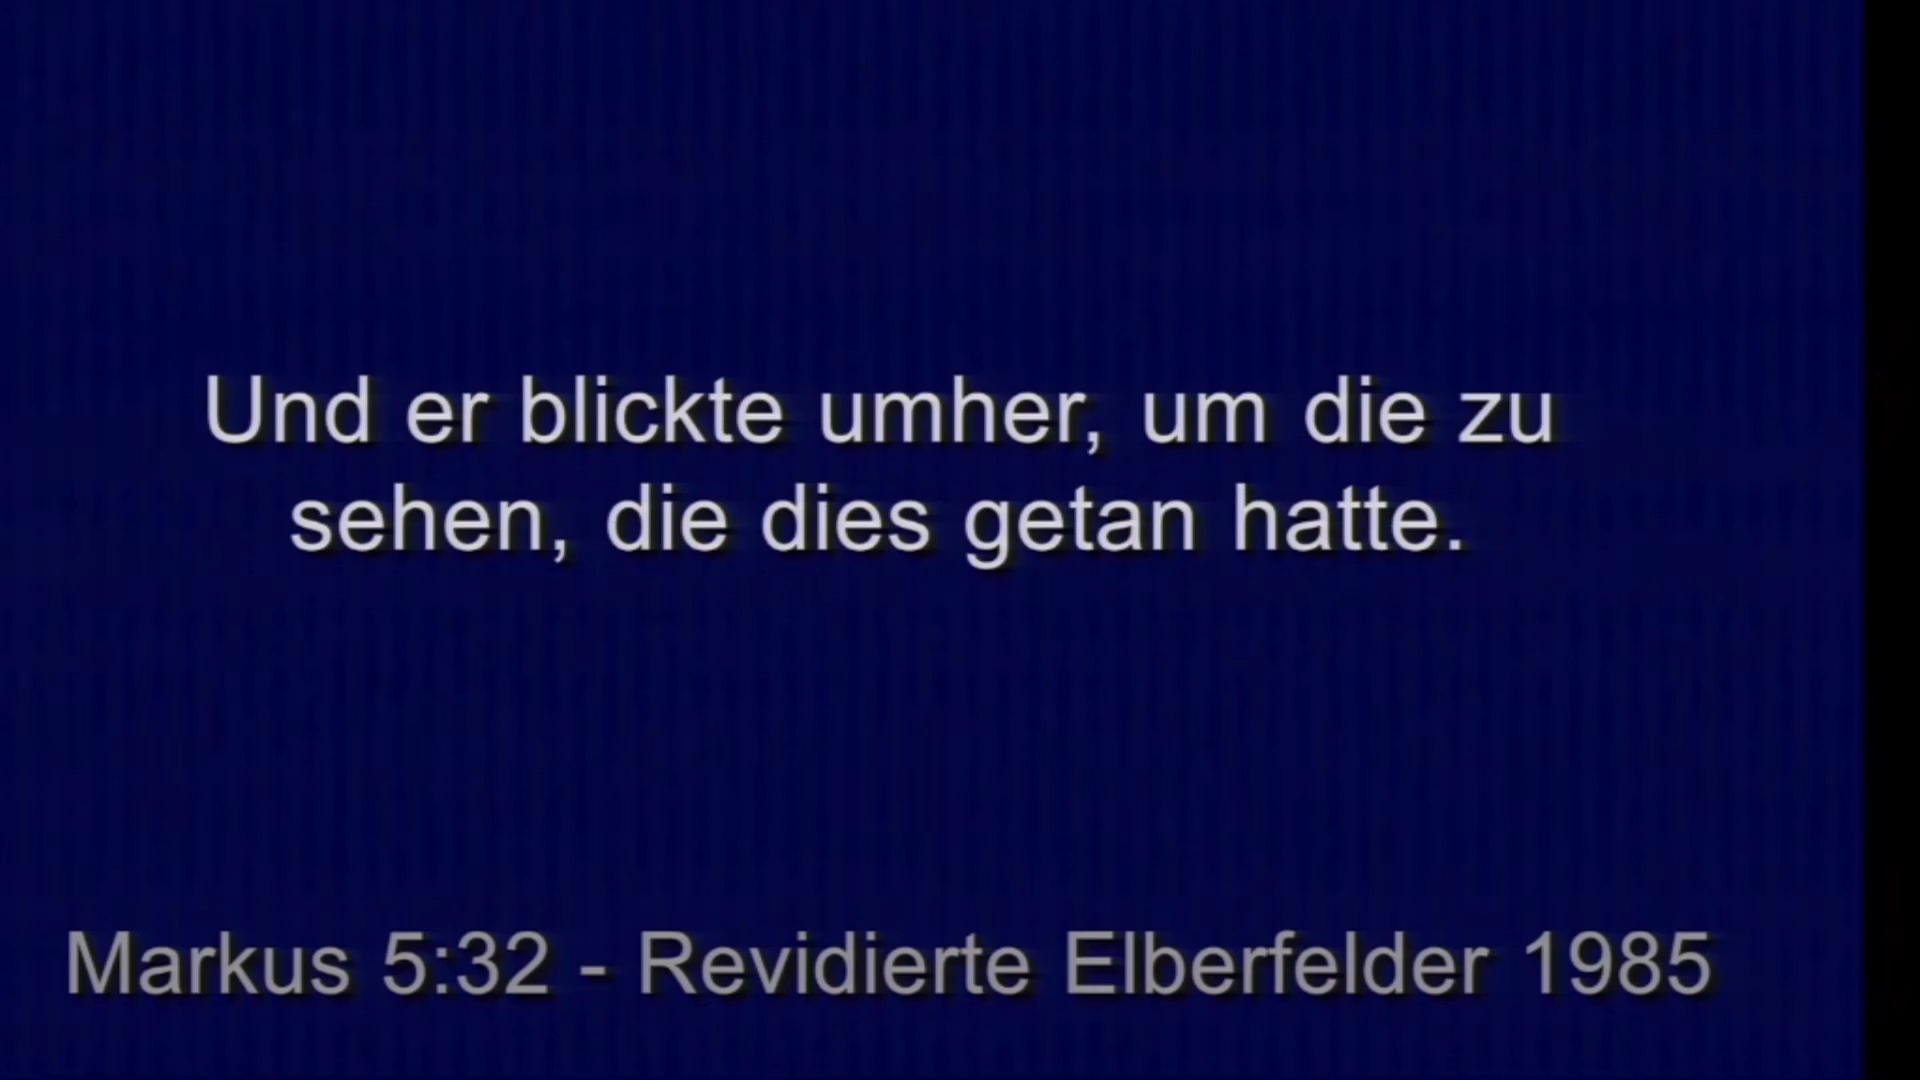 Und er blickte umher, um die zu
sehen, die dies getan hatte.
Markus 5:32 - Revidierte Elberfelder 1985